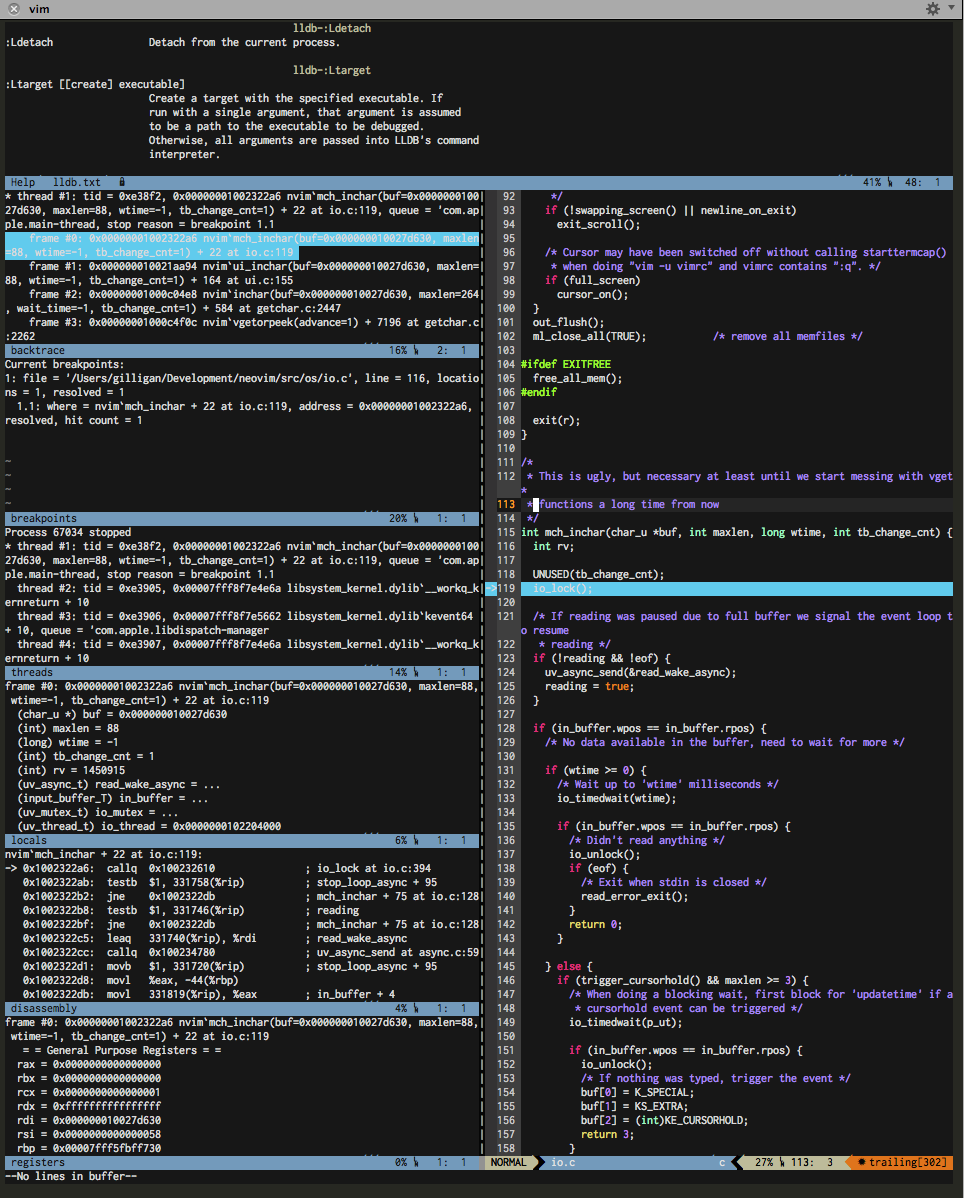 vim
lldb-:Ldetach
:Ldetach Detach from the current process.
lldb-:Ltarget
:Ltarget [[create] executable]
Create a target with the specified executable. If
run with a single argument, that argument is assumed
to be a path to the executable to be debugged.
Otherwise, all arguments are passed into LLDB's command
interpreter.
Help lldb.txt 41% 48: 1
* thread #1: tid = 0xe38f2, 0x00000001002322a6 nvim`mch_inchar(buf=0x0000000100
27d630, maxlen=88, wtime=-1, tb_change_cnt=1) + 22 at io.c:119, queue = 'com.ap
ple.main-thread, stop reason = breakpoint 1.1
frame #0: 0x00000001002322a6 nvim`mch_inchar(buf=0x000000010027d630, maxlen
=88, wtime=-1, tb_change_cnt=1) + 22 at io.c:119
frame #1: 0x000000010021aa94 nvim`ui_inchar(buf=0x000000010027d630, maxlen=
88, wtime=-1, tb_change_cnt=1) + 164 at ui.c:155
frame #2: 0x00000001000c04e8 nvim`inchar(buf=0x000000010027d630, maxlen=264
, wait_time=-1, tb_change_cnt=1) + 584 at getchar.c:2447
frame #3: 0x00000001000c4f0c nvim`vgetorpeek(advance=1) + 7196 at getchar.c
:2262
backtrace 16% 2: 1
Current breakpoints:
1: file = '/Users/gilligan/Development/neovim/src/os/io.c', line = 116, locatio
ns = 1, resolved = 1
1.1: where = nvim`mch_inchar + 22 at io.c:119, address = 0x00000001002322a6,
resolved, hit count = 1
~
~
~
~
breakpoints 20% 1: 1
Process 67034 stopped
* thread #1: tid = 0xe38f2, 0x00000001002322a6 nvim`mch_inchar(buf=0x0000000100
27d630, maxlen=88, wtime=-1, tb_change_cnt=1) + 22 at io.c:119, queue = 'com.ap
ple.main-thread, stop reason = breakpoint 1.1
thread #2: tid = 0xe3905, 0x00007fff8f7e4e6a libsystem_kernel.dylib`__workq_k
ernreturn + 10
thread #3: tid = 0xe3906, 0x00007fff8f7e5662 libsystem_kernel.dylib`kevent64
+ 10, queue = 'com.apple.libdispatch-manager
thread #4: tid = 0xe3907, 0x00007fff8f7e4e6a libsystem_kernel.dylib`__workq_k
ernreturn + 10
threads 14% 1: 1
frame #0: 0x00000001002322a6 nvim`mch_inchar(buf=0x000000010027d630, maxlen=88,
wtime=-1, tb_change_cnt=1) + 22 at io.c:119
(char_u *) buf = 0x000000010027d630
(int) maxlen = 88
(long) wtime = -1
(int) tb_change_cnt = 1
(int) rv = 1450915
(uv_async_t) read_wake_async = ...
(input_buffer_T) in_buffer = ...
(uv_mutex_t) io_mutex = ...
(uv_thread_t) io_thread = 0x0000000102204000
locals 6% 1: 1
nvim`mch_inchar + 22 at io.c:119:
-> 0x1002322a6: callq 0x100232610 ; io_lock at io.c:394
0x1002322ab: testb $1, 331758(%rip) ; stop_loop_async + 95
0x1002322b2: jne 0x1002322db ; mch_inchar + 75 at io.c:128
0x1002322b8: testb $1, 331746(%rip) ; reading
0x1002322bf: jne 0x1002322db ; mch_inchar + 75 at io.c:128
0x1002322c5: leaq 331740(%rip), %rdi ; read_wake_async
0x1002322cc: callq 0x100234780 ; uv_async_send at async.c:59
0x1002322d1: movb $1, 331720(%rip) ; stop_loop_async + 95
0x1002322d8: movl %eax, -44(%rbp)
0x1002322db: movl 331819(%rip), %eax ; in_buffer + 4
disassembly 4% 1: 1
frame #0: 0x00000001002322a6 nvim`mch_inchar(buf=0x000000010027d630, maxlen=88,
wtime=-1, tb_change_cnt=1) + 22 at io.c:119
= = General Purpose Registers = =
rax = 0x0000000000000000
rbx = 0x0000000000000000
rcx = 0x0000000000000001
rdx = 0xffffffffffffffff
rdi = 0x000000010027d630
rsi = 0x0000000000000058
rbp = 0x00007fff5fbff730
registers 0% 1: 1
92 */
93 if (!swapping_screen() || newline_on_exit)
94 exit_scroll();
95
96 /* Cursor may have been switched off without calling starttermcap()
97 * when doing "vim -u vimrc" and vimrc contains ":q". */
98 if (full_screen)
99 cursor_on();
100 }
101 out_flush();
102 ml_close_all(TRUE); /* remove all memfiles */
103
104 #ifdef EXITFREE
105 free_all_mem();
106 #endif
107
108 exit(r);
109 }
110
111 /*
112 * This is ugly, but necessary at least until we start messing with vget
*
113 * functions a long time from now
114 */
115 int mch_inchar(char_u *buf, int maxlen, long wtime, int tb_change_cnt) {
116 int rv;
117
118 UNUSED(tb_change_cnt);
->119 io_lock();
120
121 /* If reading was paused due to full buffer we signal the event loop t
o resume
122 * reading */
123 if (!reading && !eof) {
124 uv_async_send(&read_wake_async);
125 reading = true;
126 }
127
128 if (in_buffer.wpos == in_buffer.rpos) {
129 /* No data available in the buffer, need to wait for more */
130
131 if (wtime >= 0) {
132 /* Wait up to 'wtime' milliseconds */
133 io_timedwait(wtime);
134
135 if (in_buffer.wpos == in_buffer.rpos) {
136 /* Didn't read anything */
137 io_unlock();
138 if (eof) {
139 /* Exit when stdin is closed */
140 read_error_exit();
141 }
142 return 0;
143 }
144
145 } else {
146 if (trigger_cursorhold() && maxlen >= 3) {
147 /* When doing a blocking wait, first block for 'updatetime' if a
148 * cursorhold event can be triggered */
149 io_timedwait(p_ut);
150
151 if (in_buffer.wpos == in_buffer.rpos) {
152 io_unlock();
153 /* If nothing was typed, trigger the event */
154 buf[0] = K_SPECIAL;
155 buf[1] = KS_EXTRA;
156 buf[2] = (int)KE_CURSORHOLD;
157 return 3;
158 }
NORMAL io.c c 27% 113: 3 trailing[302]
--No lines in buffer--